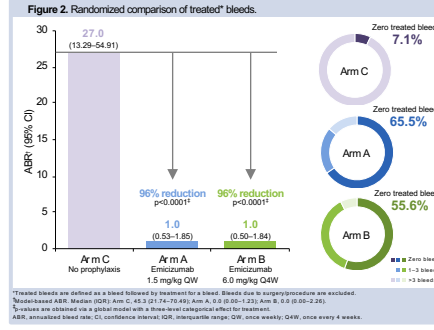 Figure 2. Randomized comparison of treated* bleeds.
ABR† (95% CI)
30
25
20
15
10
5
0
27.0
(13.29–54.91)
96% reduction
p<0.0001‡
1.0
(0.53–1.85)
96% reduction
p<0.0001‡
1.0
(0.50–1.84)
Arm C
No prophylaxis
Arm A
Emicizumab
1.5 mg/kg QW
Arm B
Emicizumab
6.0 mg/kg Q4W
Zero treated bleed
7.1%
Arm C
Zero treated bleed
65.5%
Arm A
Zero treated bleed
55.6%
Arm B
0 bleed
1–3 bleed
>3 bleed
*Treated bleeds are defined as a bleed followed by treatment for a bleed. Bleeds due to surgery/procedure are excluded.
†Model-based ABR. Median (IQR): Arm C, 45.3 (21.74–70.49); Arm A, 0.0 (0.00–1.23); Arm B, 0.0 (0.00–2.26).
‡p-values are obtained via a global model with a three-level categorical effect for treatment.
ABR, annualized bleed rate; CI, confidence interval; IQR, interquartile range; QW, once weekly; Q4W, once every 4 weeks.